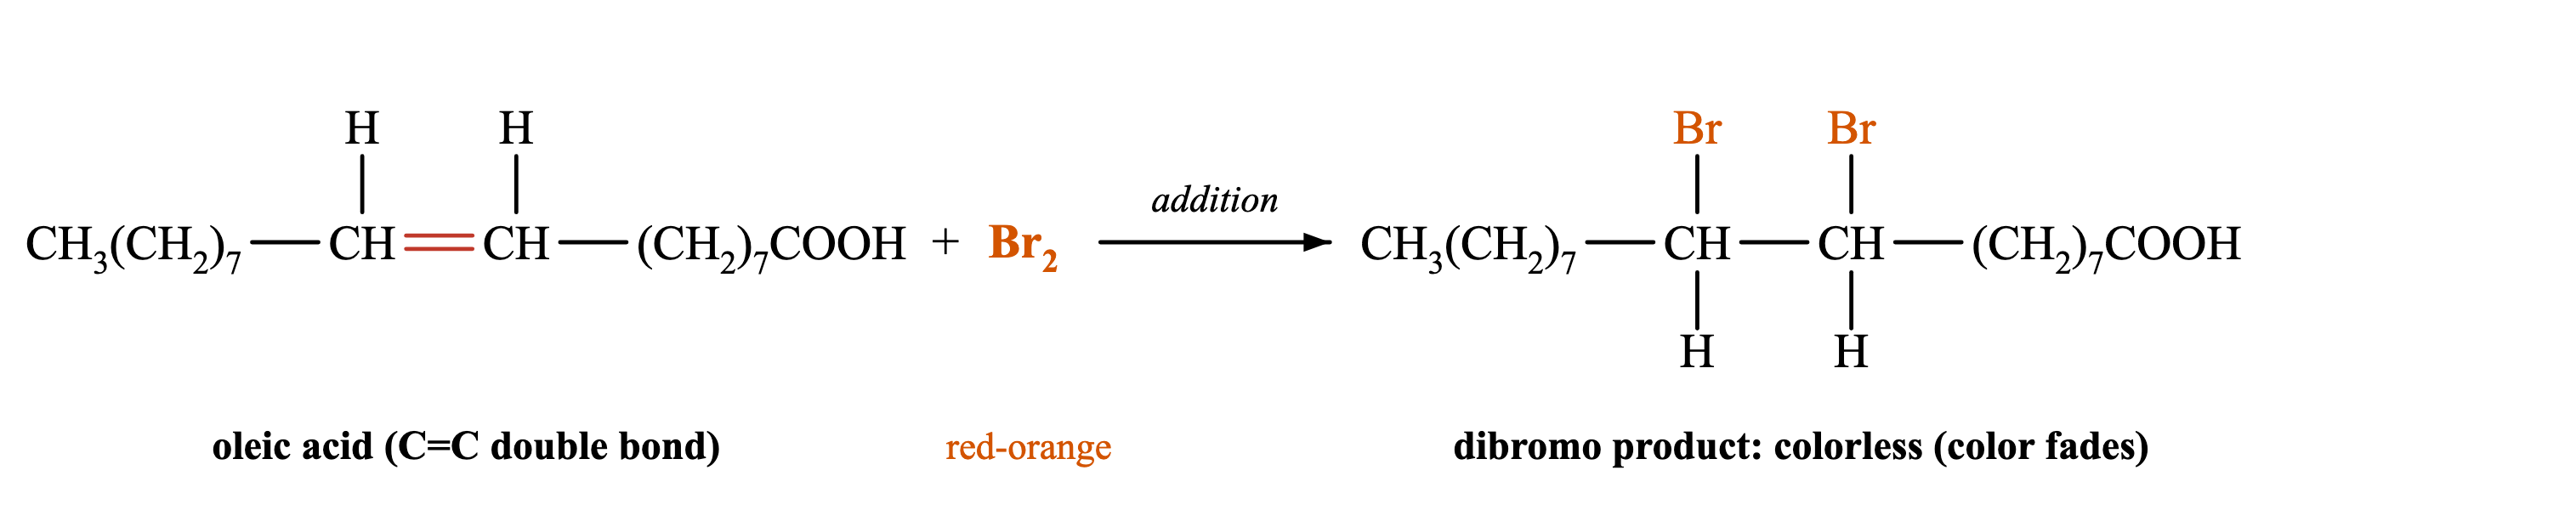 H H Br Br
addition
CH₃(CH₂)₇ CH CH (CH₂)₇COOH + Br₂ CH₃(CH₂)₇ CH CH (CH₂)₇COOH
H H
oleic acid (C=C double bond) red-orange dibromo product: colorless (color fades)